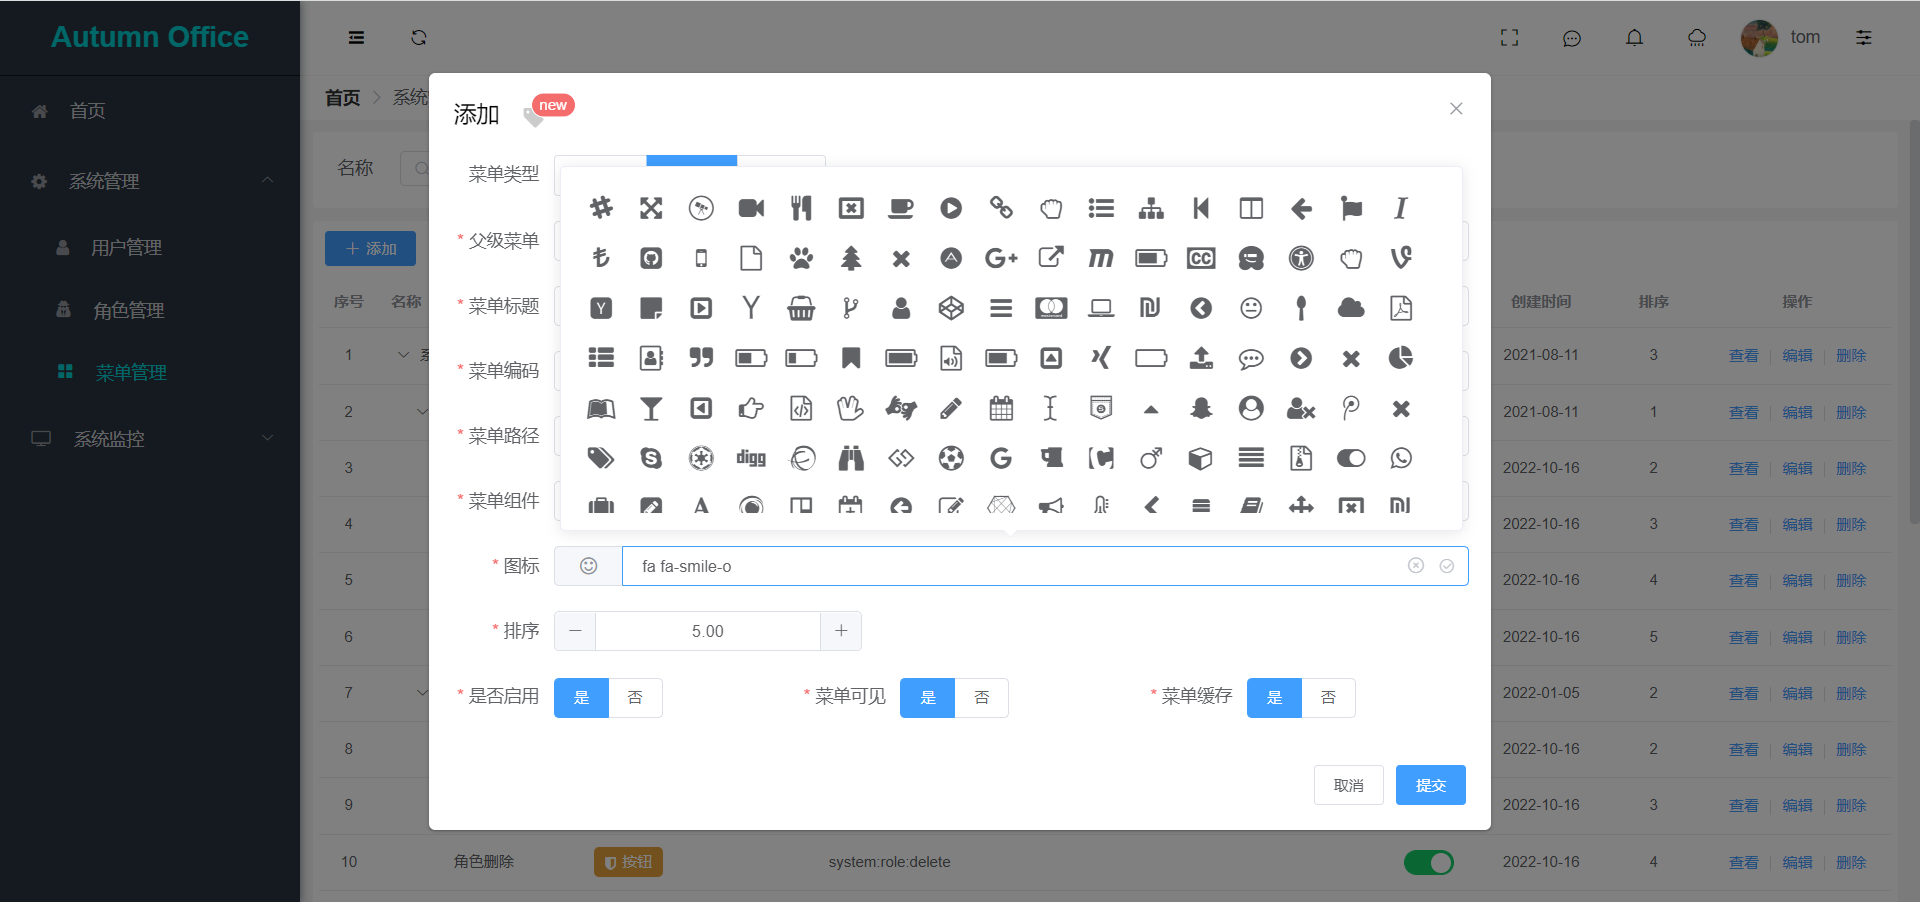 Autumn Office
tom
首页
系统管理
用户管理
角色管理
菜单管理
系统监控
首页
系统
名称
添加
序号
名称
创建时间
排序
操作
1
系
2021-08-11
3
查看
编辑
删除
2
2021-08-11
1
查看
编辑
删除
3
2022-10-16
2
查看
编辑
删除
4
2022-10-16
3
查看
编辑
删除
5
2022-10-16
4
查看
编辑
删除
6
2022-10-16
5
查看
编辑
删除
7
2022-01-05
2
查看
编辑
删除
8
2022-10-16
2
查看
编辑
删除
9
2022-10-16
3
查看
编辑
删除
10
角色删除
按钮
system:role:delete
2022-10-16
4
查看
编辑
删除
添加
new
菜单类型
* 父级菜单
* 菜单标题
* 菜单编码
* 菜单路径
* 菜单组件
* 图标
fa fa-smile-o
* 排序
5.00
* 是否启用
是
否
* 菜单可见
是
否
* 菜单缓存
是
否
取消
提交